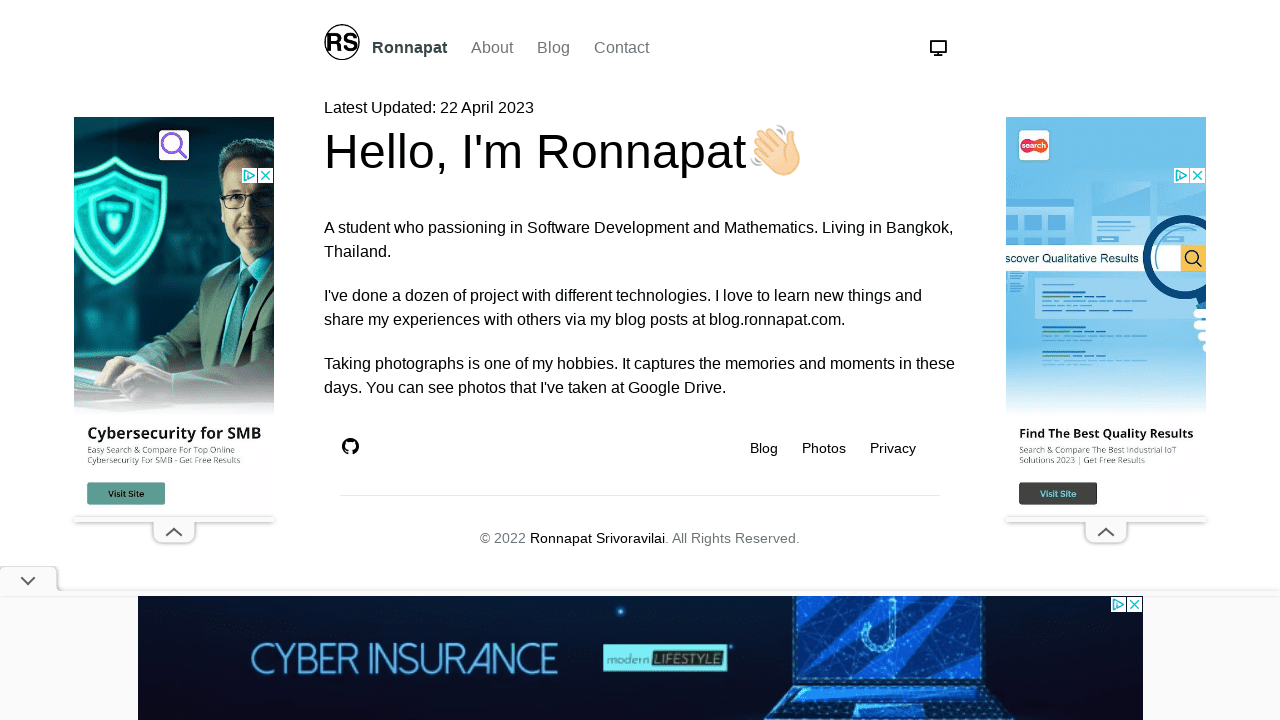 RS
Ronnapat About Blog Contact
Latest Updated: 22 April 2023
Hello, I'm Ronnapat
A student who passioning in Software Development and Mathematics. Living in Bangkok,
Thailand.
I've done a dozen of project with different technologies. I love to learn new things and
share my experiences with others via my blog posts at blog.ronnapat.com.
Taking photographs is one of my hobbies. It captures the memories and moments in these
days. You can see photos that I've taken at Google Drive.
Blog Photos Privacy
© 2022 Ronnapat Srivoravilai. All Rights Reserved.
Cybersecurity for SMB
Easy Search & Compare For Top Online
Cybersecurity For SMB - Get Free Results
Visit Site
search
scover Qualitative Results
Find The Best Quality Results
Search & Compare The Best Industrial IoT
Solutions 2023 | Get Free Results
Visit Site
CYBER INSURANCE
modern LIFESTYLE